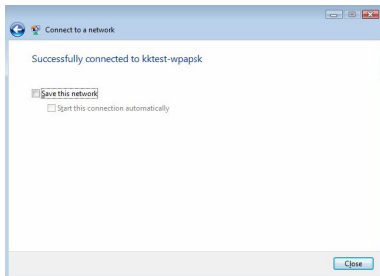 Connect to a network
Successfully connected to kktest-wpapsk
Save this network
Start this connection automatically
Close